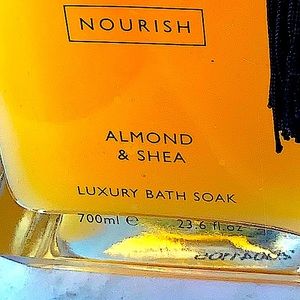 NOURISH
ALMOND
& SHEA
LUXURY BATH SOAK
700ml ℮ 23.6 fl.oz